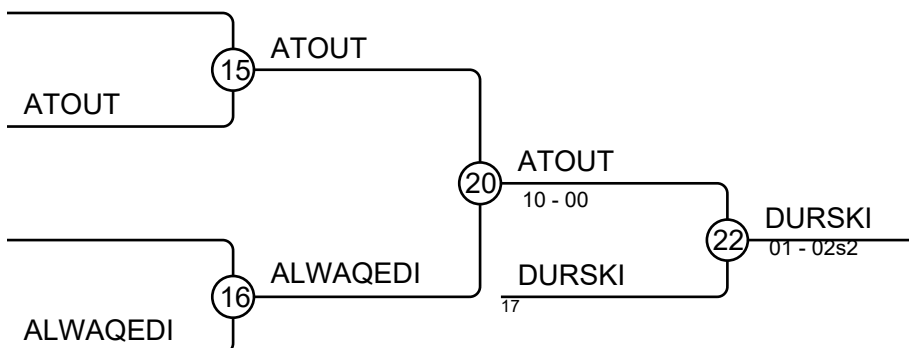 ATOUT
15
ATOUT
ATOUT
20
10 - 00
DURSKI
22
01 - 02s2
ALWAQEDI
DURSKI
16
17
ALWAQEDI